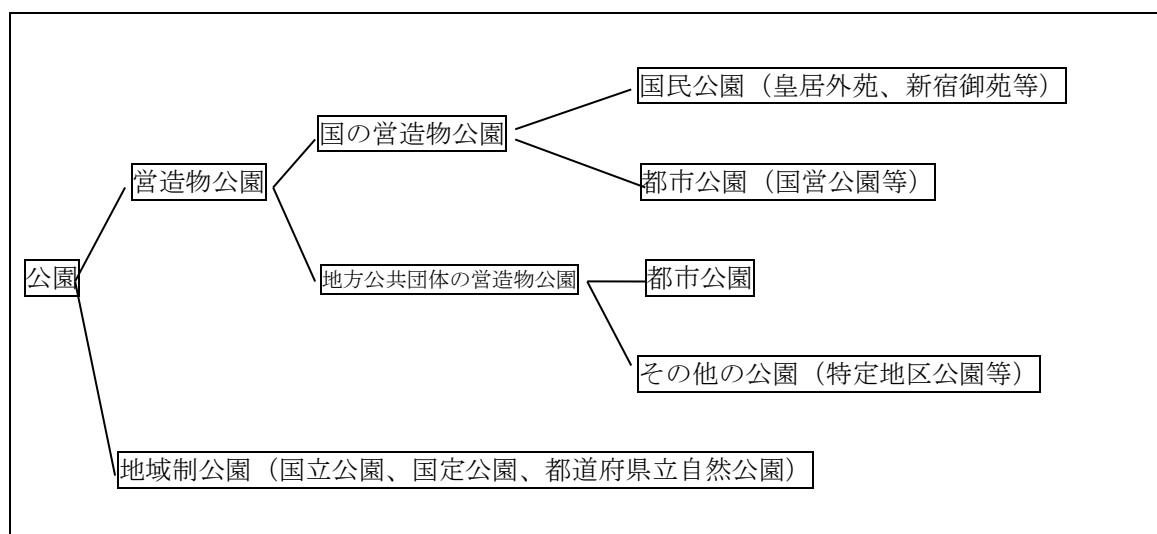 国民公園（皇居外苑、新宿御苑等）
国の営造物公園
営造物公園
都市公園（国営公園等）
公園
地方公共団体の営造物公園
都市公園
その他の公園（特定地区公園等）
地域制公園（国立公園、国定公園、都道府県立自然公園）